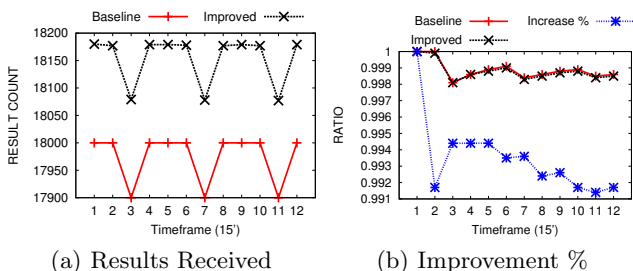 Baseline Improved
18200
18150
18100
18050
18000
17950
17900
RESULT COUNT
1 2 3 4 5 6 7 8 9 10 11 12
Timeframe (15')
(a) Results Received
Baseline Increase %
Improved
1
0.999
0.998
0.996
0.995
0.994
0.993
0.992
0.991
RATIO
1 2 3 4 5 6 7 8 9 10 11 12
Timeframe (15')
(b) Improvement %